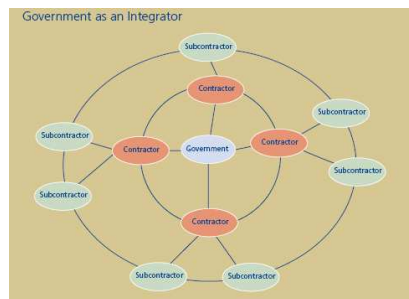 Government as an Integrator
Subcontractor
Contractor
Subcontractor
Subcontractor
Contractor
Government
Contractor
Subcontractor
Subcontractor
Contractor
Subcontractor
Subcontractor